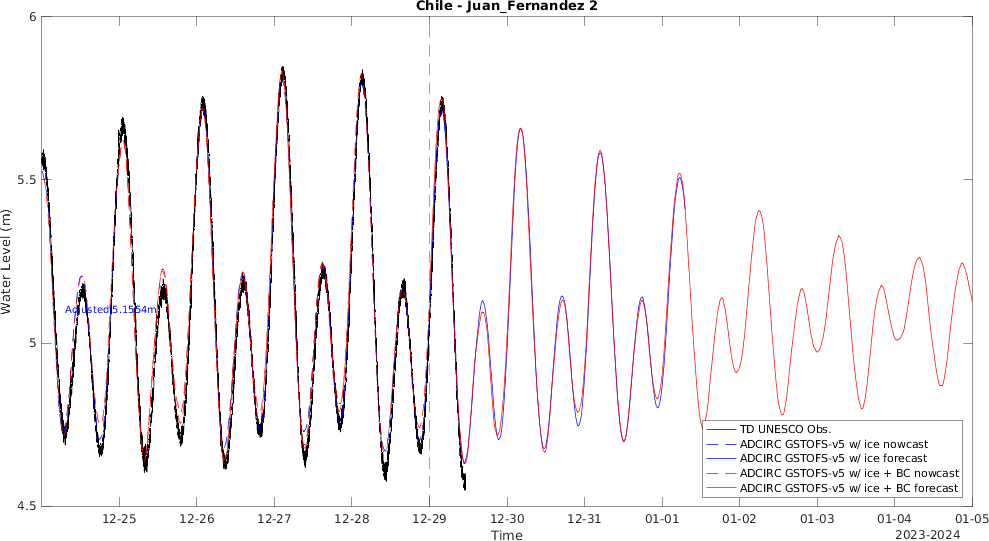 Chile - Juan_Fernandez 2
6
5.5
5
4.5
Water Level (m)
Adjusted:5.1554m
TD UNESCO Obs.
ADCIRC GSTOFS-v5 w/ ice nowcast
ADCIRC GSTOFS-v5 w/ ice forecast
ADCIRC GSTOFS-v5 w/ ice + BC nowcast
ADCIRC GSTOFS-v5 w/ ice + BC forecast
12-25 12-26 12-27 12-28 12-29 12-30 12-31 01-01 01-02 01-03 01-04 01-05
Time
2023-2024